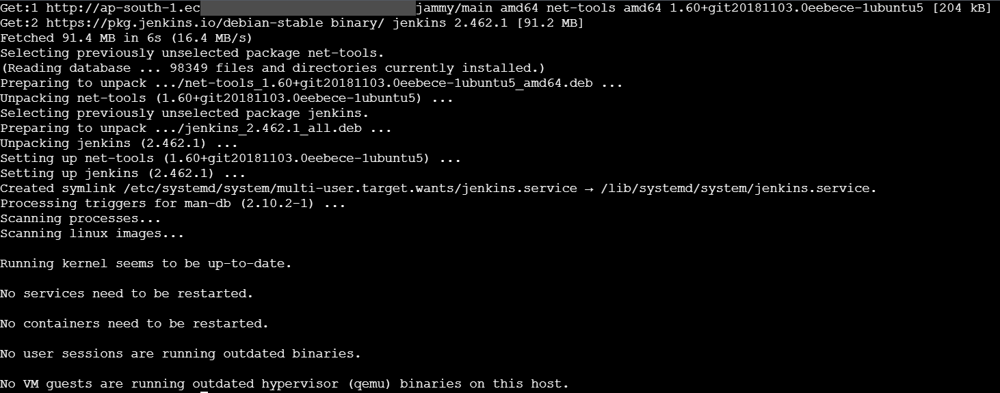 Get:1 http://ap-south-1.ec jammy/main amd64 net-tools amd64 1.60+git20181103.0eebece-1ubuntu5 [204 kB]
Get:2 https://pkg.jenkins.io/debian-stable binary/ jenkins 2.462.1 [91.2 MB]
Fetched 91.4 MB in 6s (16.4 MB/s)
Selecting previously unselected package net-tools.
(Reading database ... 98349 files and directories currently installed.)
Preparing to unpack .../net-tools_1.60+git20181103.0eebece-1ubuntu5_amd64.deb ...
Unpacking net-tools (1.60+git20181103.0eebece-1ubuntu5) ...
Selecting previously unselected package jenkins.
Preparing to unpack .../jenkins_2.462.1_all.deb ...
Unpacking jenkins (2.462.1) ...
Setting up net-tools (1.60+git20181103.0eebece-1ubuntu5) ...
Setting up jenkins (2.462.1) ...
Created symlink /etc/systemd/system/multi-user.target.wants/jenkins.service → /lib/systemd/system/jenkins.service.
Processing triggers for man-db (2.10.2-1) ...
Scanning processes...
Scanning linux images...
Running kernel seems to be up-to-date.
No services need to be restarted.
No containers need to be restarted.
No user sessions are running outdated binaries.
No VM guests are running outdated hypervisor (qemu) binaries on this host.